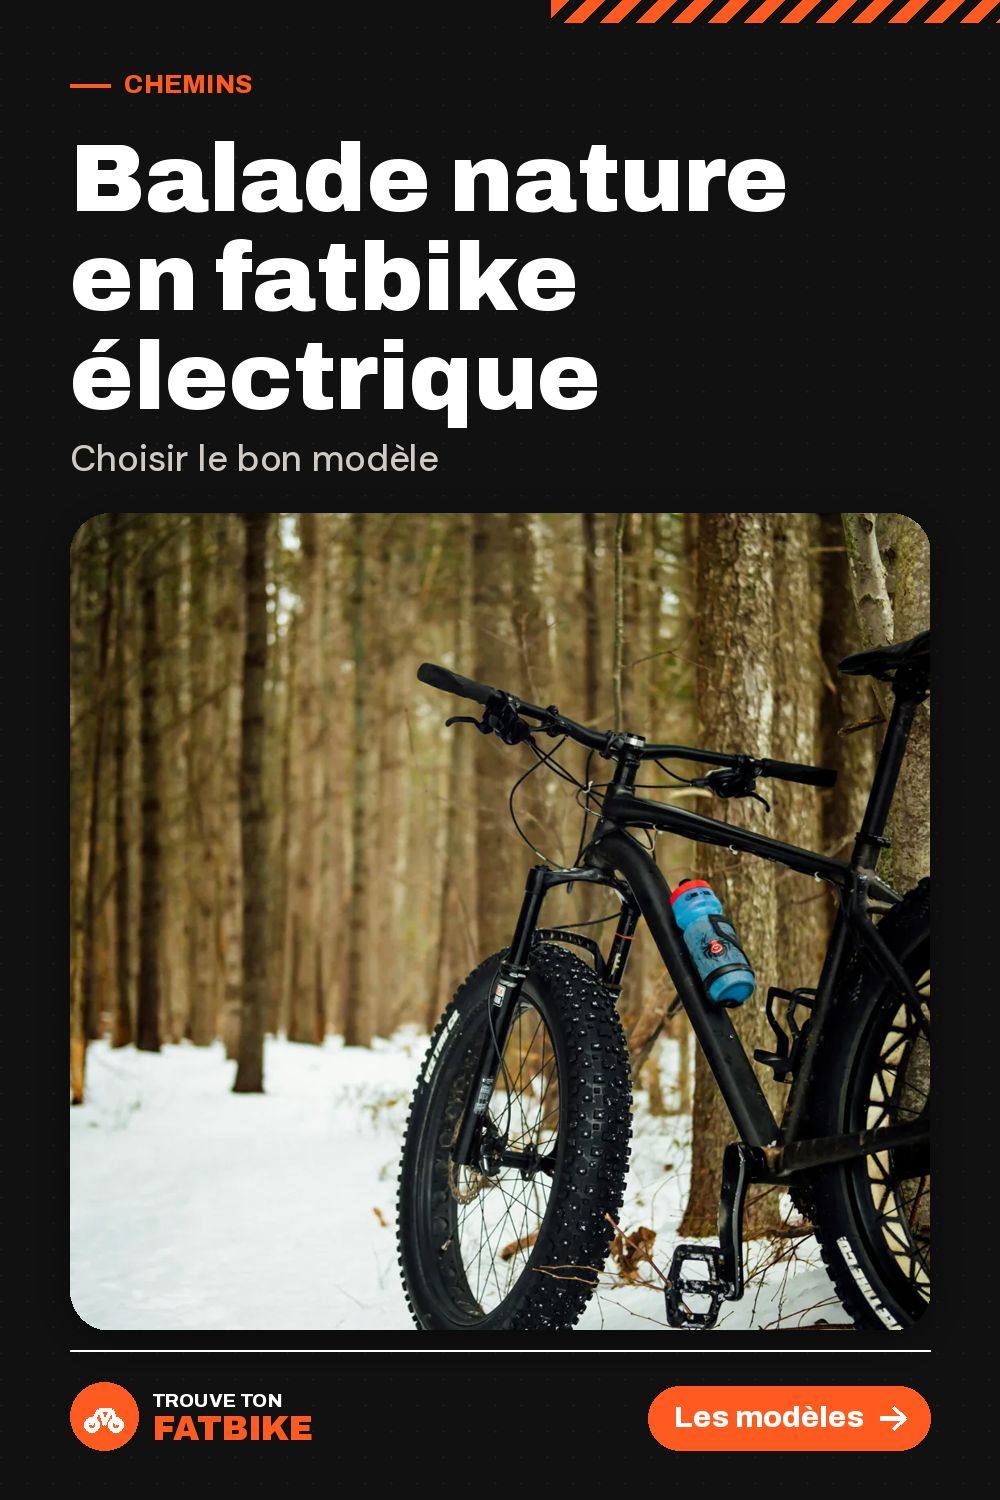 CHEMINS
Balade nature
en fatbike
électrique
Choisir le bon modèle
TROUVE TON
FATBIKE
Les modèles